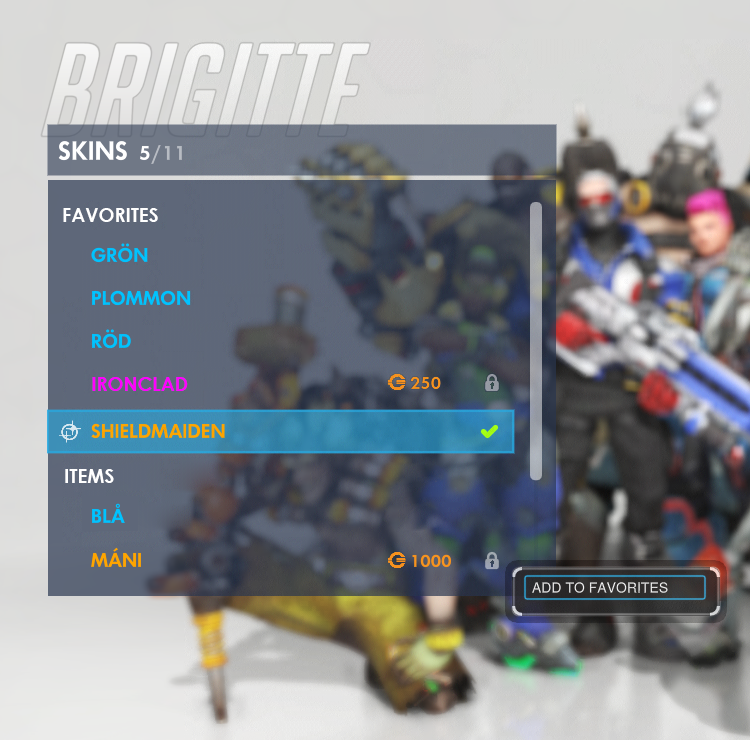 BRIGITTE
SKINS 5/11
FAVORITES
GRÖN
PLOMMON
RÖD
IRONCLAD 250
SHIELDMAIDEN
ITEMS
BLÅ
MÁNI 1000
ADD TO FAVORITES